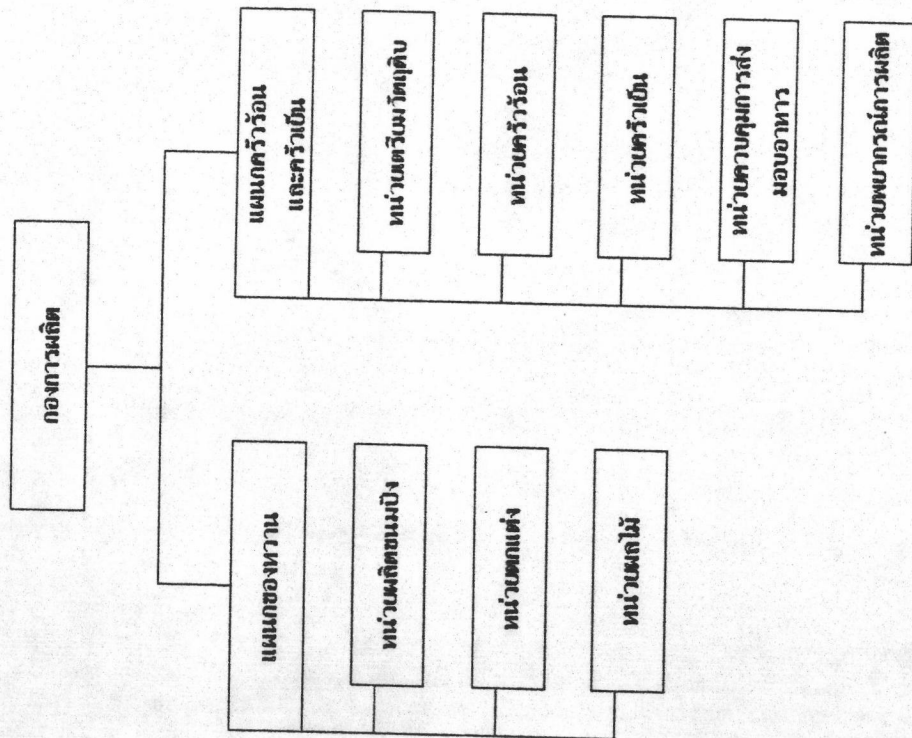 กองการผลิต
แผนกของหวาน
หน่วยผลิตขนมปัง
หน่วยตกแต่ง
หน่วยผลไม้
แผนกครัวร้อน
และครัวเย็น
หน่วยเตรียมวัตถุดิบ
หน่วยครัวร้อน
หน่วยครัวเย็น
หน่วยควบคุมการส่ง
ออกอาหาร
หน่วยพยากรณ์การผลิต